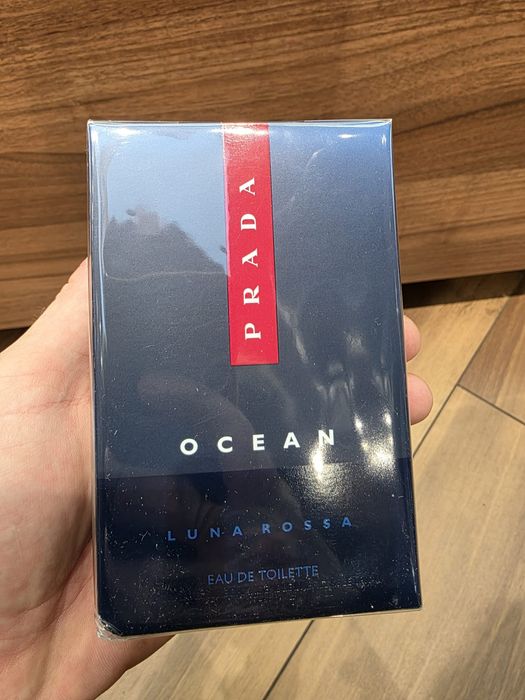 PRADA
OCEAN
LUNA ROSSA
EAU DE TOILETTE